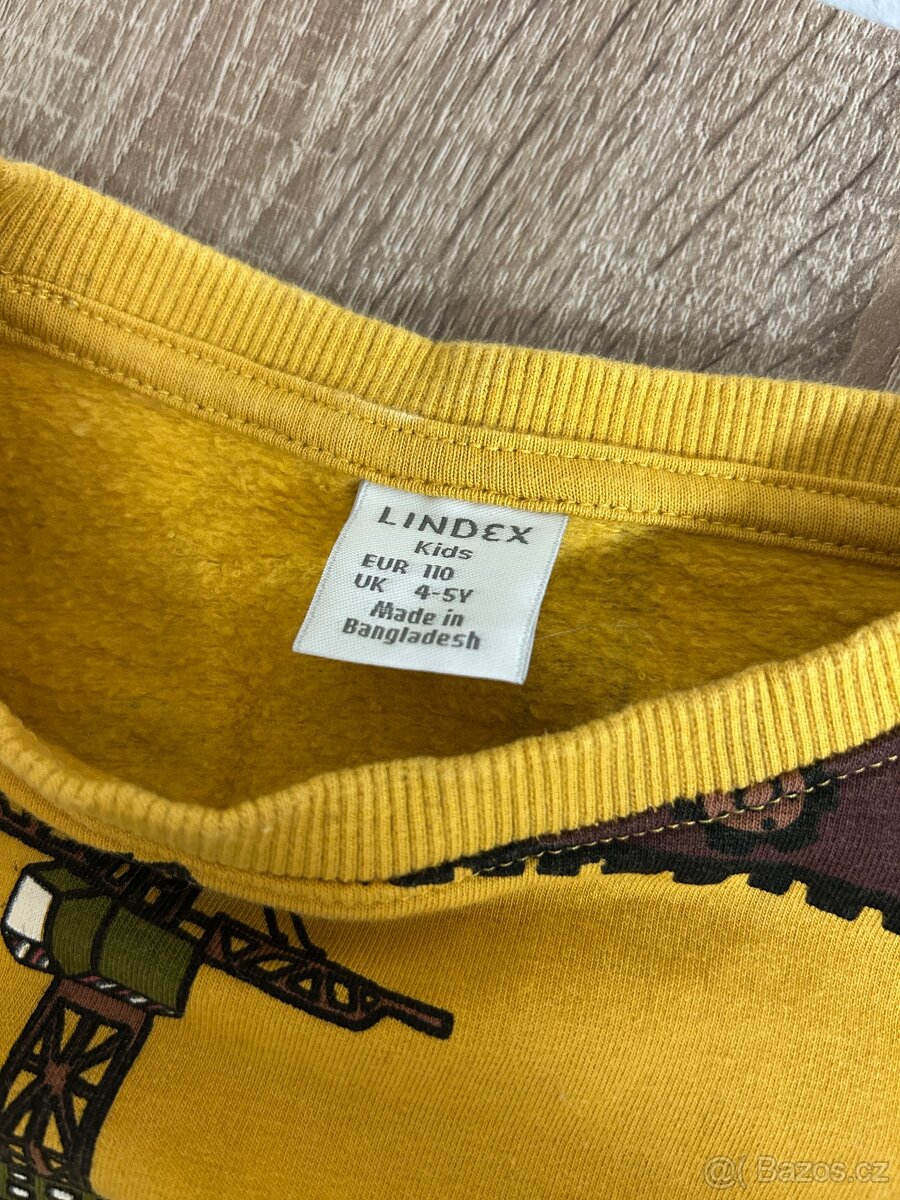 LINDEX
Kids
EUR 110
UK 4-5Y
Made in
Bangladesh
Bazos.cz